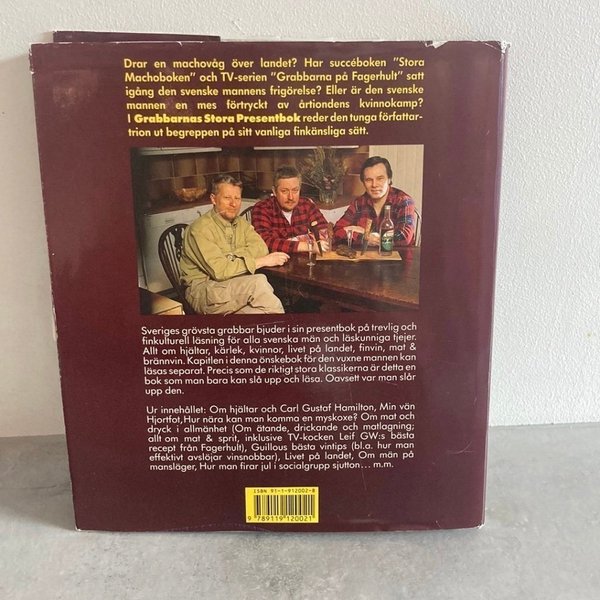 Drar en machovåg över landet? Har succéboken "Stora
Machoboken" och TV-serien "Grabbarna på Fagerhult" satt
igång den svenske mannens frigörelse? Eller är den svenske
mannen en mes förtryckt av årtiondens kvinnokamp?
I Grabbarnas Stora Presentbok reder den tunga författar-
trion ut begreppen på sitt vanliga finkänsliga sätt.
Sveriges grövsta grabbar bjuder i sin presentbok på trevlig och
finkulturell läsning för alla svenska män och läskunniga tjejer.
Allt om hjältar, kärlek, kvinnor, livet på landet, finvin, mat &
brännvin. Kapitlen i denna önskebok för den vuxne mannen kan
läsas separat. Precis som de riktigt stora klassikerna är detta en
bok som man bara kan slå upp och läsa. Oavsett var man slår
upp den.
Ur innehållet: Om hjältar och Carl Gustaf Hamilton, Min vän
Hjortfot, Hur nära kan man komma en myskoxe? Om mat och
dryck i allmänhet (Om ätande, drickande och matlagning;
allt om mat & sprit, inklusive TV-kocken Leif GW:s bästa
recept från Fagerhult), Guillous bästa vintips (bl.a. hur man
effektivt avslöjar vinsnobbar), Livet på landet, Om män på
manslager, Hur man firar jul i socialgrupp sjutton... m.m.
ISBN 91-1-912002-8
9 789119 120021